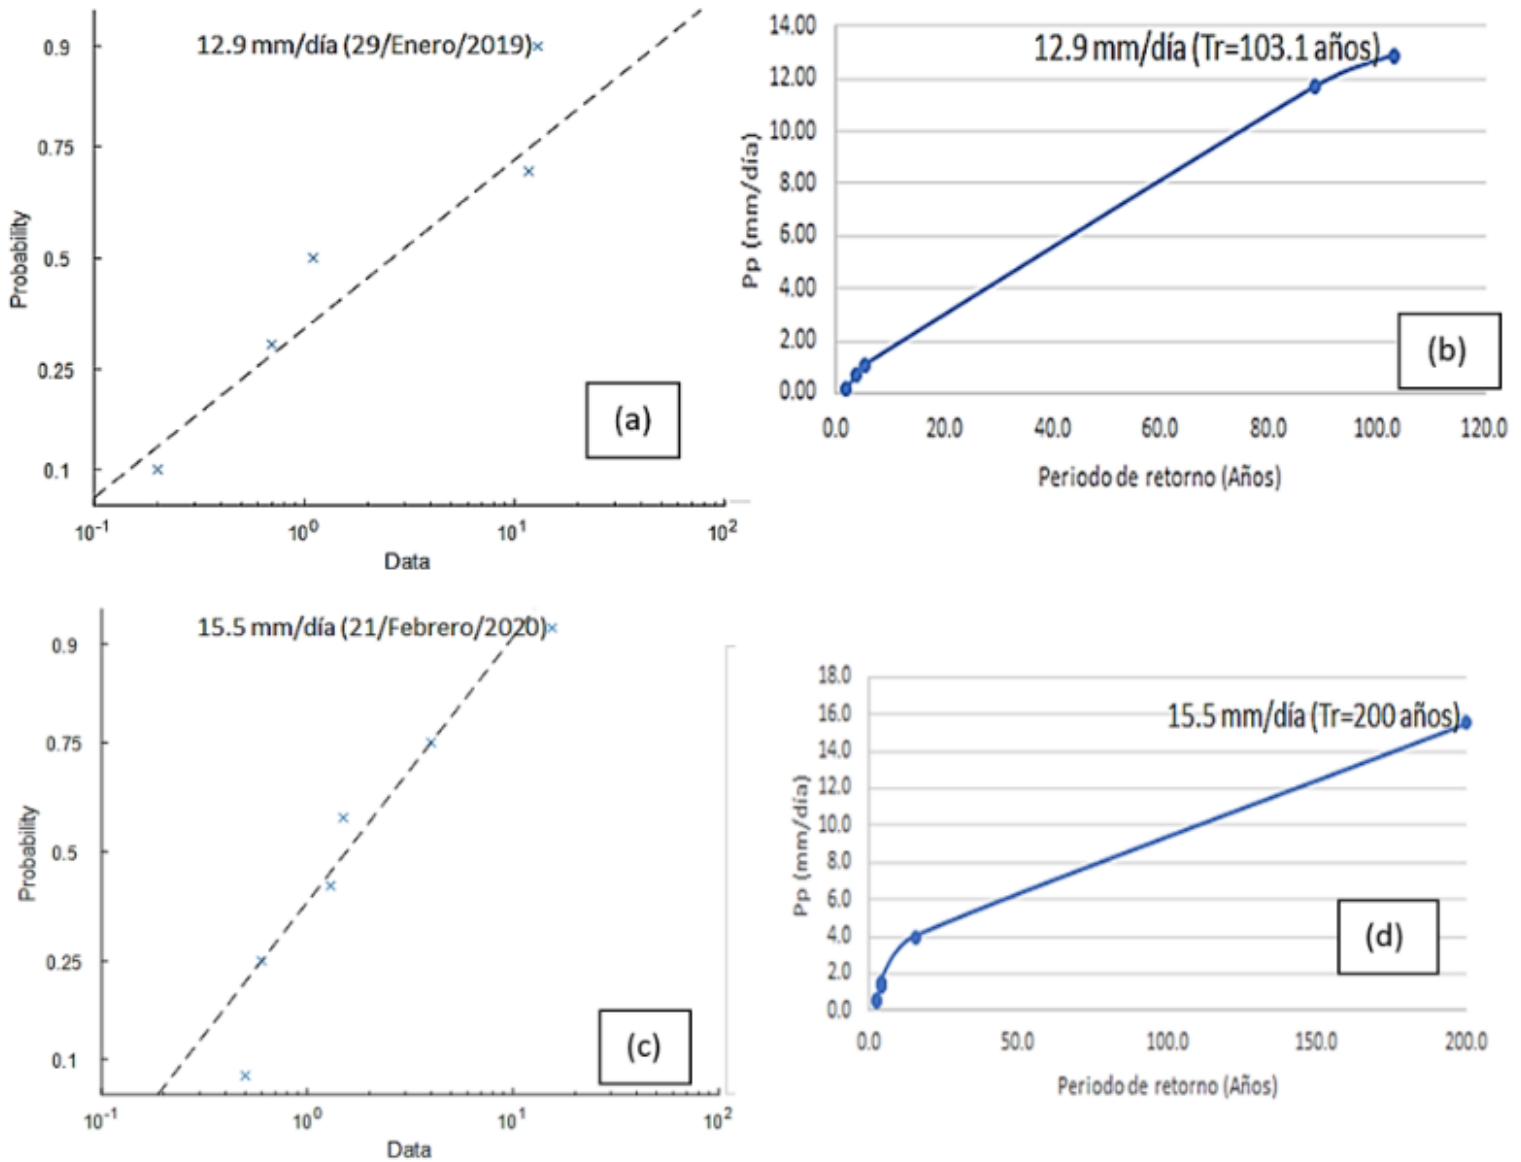 12.9 mm/día (29/Enero/2019)
0.9
0.75
0.5
0.25
0.1
Probability
10⁻¹ 10⁰ 10¹ 10²
Data
(a)
12.9 mm/día (Tr=103.1 años)
14.00
12.00
10.00
8.00
6.00
4.00
2.00
0.00
Pp (mm/día)
0.0 20.0 40.0 60.0 80.0 100.0 120.0
Periodo de retorno (Años)
(b)
15.5 mm/día (21/Febrero/2020)
0.9
0.75
0.5
0.25
0.1
Probability
10⁻¹ 10⁰ 10¹ 10²
Data
(c)
15.5 mm/día (Tr=200 años)
18.0
16.0
14.0
12.0
10.0
8.0
6.0
4.0
2.0
0.0
Pp (mm/día)
0.0 50.0 100.0 150.0 200.0
Periodo de retorno (Años)
(d)